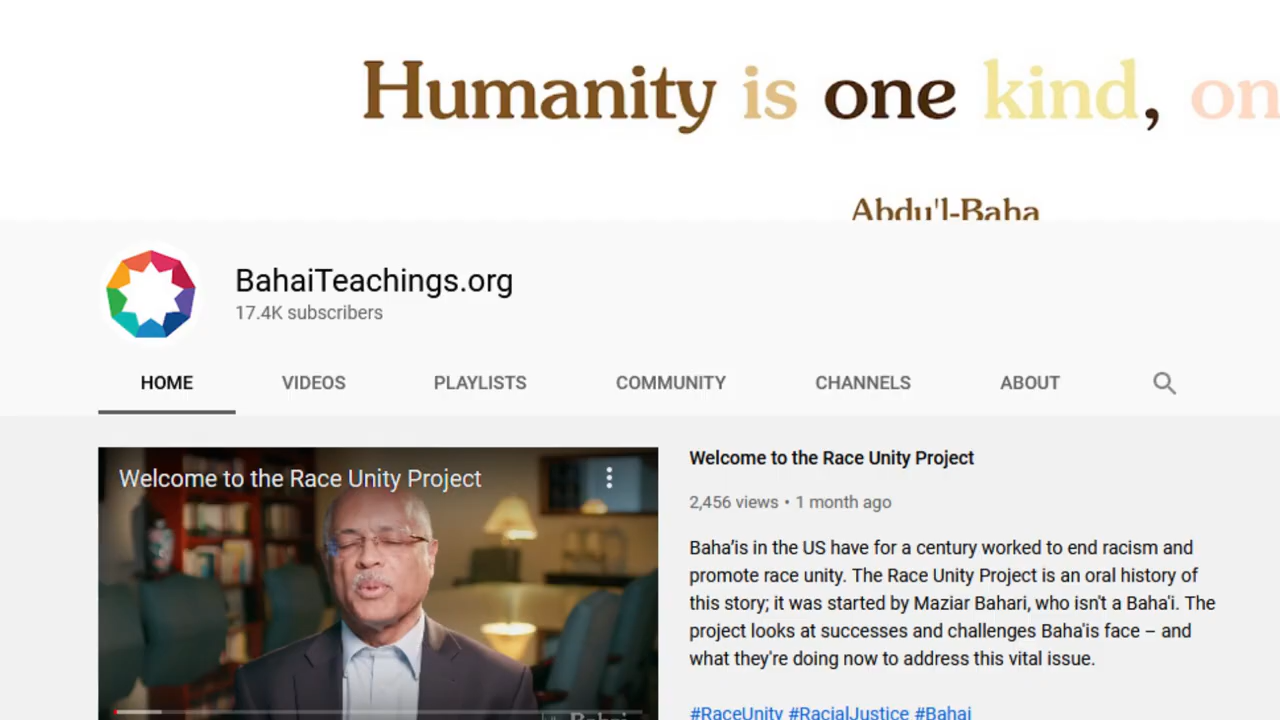 Humanity is one kind, on
Abdu'l-Baha
BahaiTeachings.org
17.4K subscribers
HOME VIDEOS PLAYLISTS COMMUNITY CHANNELS ABOUT
Welcome to the Race Unity Project
Welcome to the Race Unity Project
2,456 views • 1 month ago
Baha’is in the US have for a century worked to end racism and
promote race unity. The Race Unity Project is an oral history of
this story; it was started by Maziar Bahari, who isn't a Baha'i. The
project looks at successes and challenges Baha'is face – and
what they're doing now to address this vital issue.
#RaceUnity #RacialJustice #Bahai